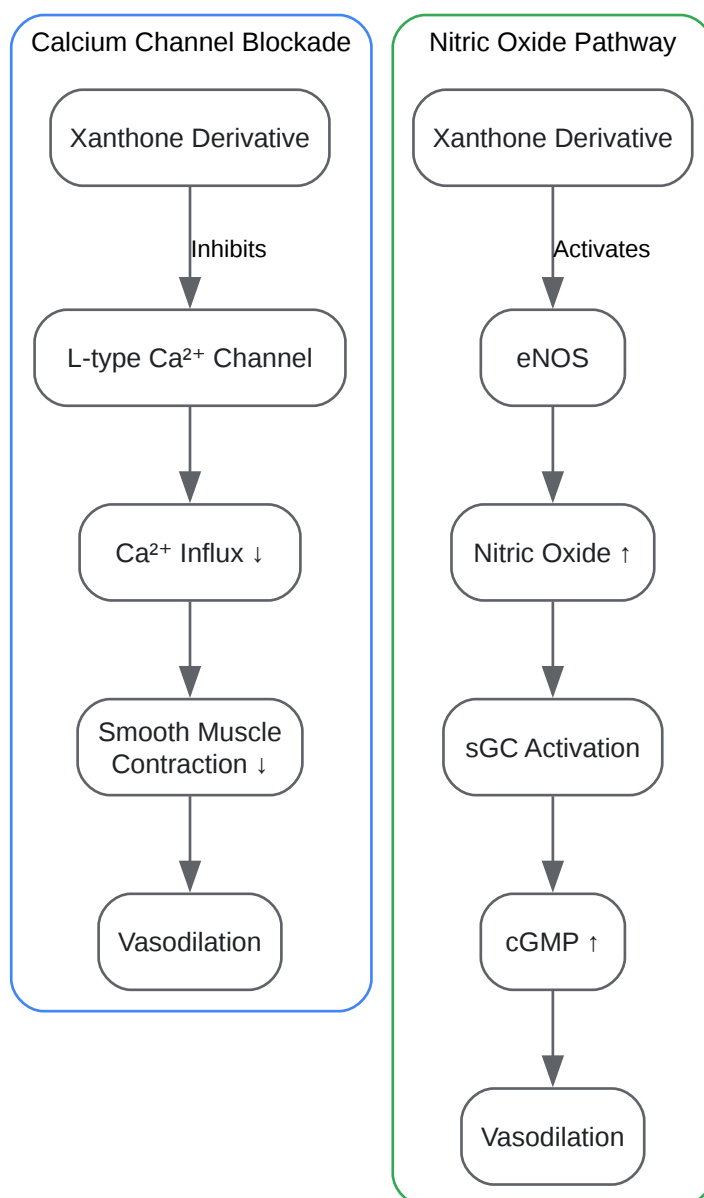 Calcium Channel Blockade
Xanthone Derivative
Inhibits
L-type Ca²⁺ Channel
Ca²⁺ Influx ↓
Smooth Muscle
Contraction ↓
Vasodilation
Nitric Oxide Pathway
Xanthone Derivative
Activates
eNOS
Nitric Oxide ↑
sGC Activation
cGMP ↑
Vasodilation